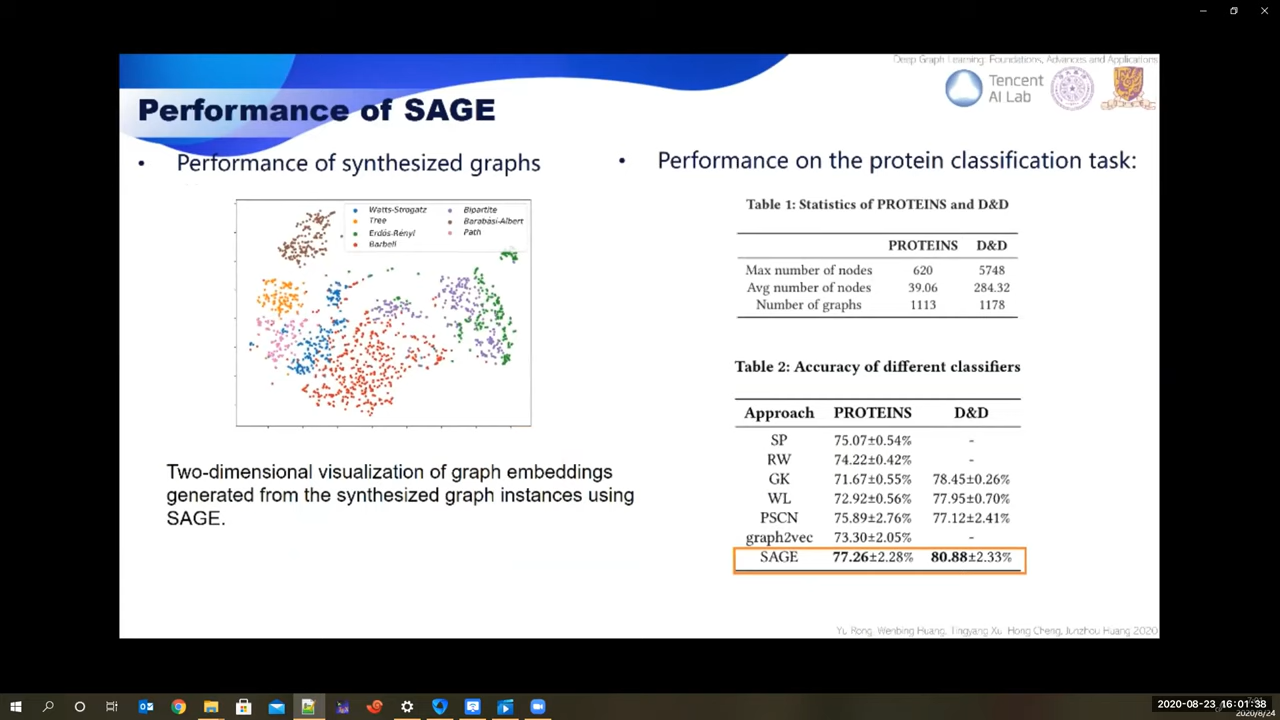 Deep Graph Learning: Foundations, Advances and Applications
Tencent
AI Lab
Performance of SAGE
• Performance of synthesized graphs
Watts-Strogatz
Tree
Erdős-Rényi
Barbell
Bipartite
Barabási-Albert
Path
Two-dimensional visualization of graph embeddings
generated from the synthesized graph instances using
SAGE.
• Performance on the protein classification task:
Table 1: Statistics of PROTEINS and D&D
PROTEINS D&D
Max number of nodes 620 5748
Avg number of nodes 39.06 284.32
Number of graphs 1113 1178
Table 2: Accuracy of different classifiers
Approach PROTEINS D&D
SP 75.07±0.54% -
RW 74.22±0.42% -
GK 71.67±0.55% 78.45±0.26%
WL 72.92±0.56% 77.95±0.70%
PSCN 75.89±2.76% 77.12±2.41%
graph2vec 73.30±2.05% -
SAGE 77.26±2.28% 80.88±2.33%
Yu Rong, Wenbing Huang, Tingyang Xu, Hong Cheng, Junzhou Huang 2020
2020-08-23 16:01:38
2020/8/24